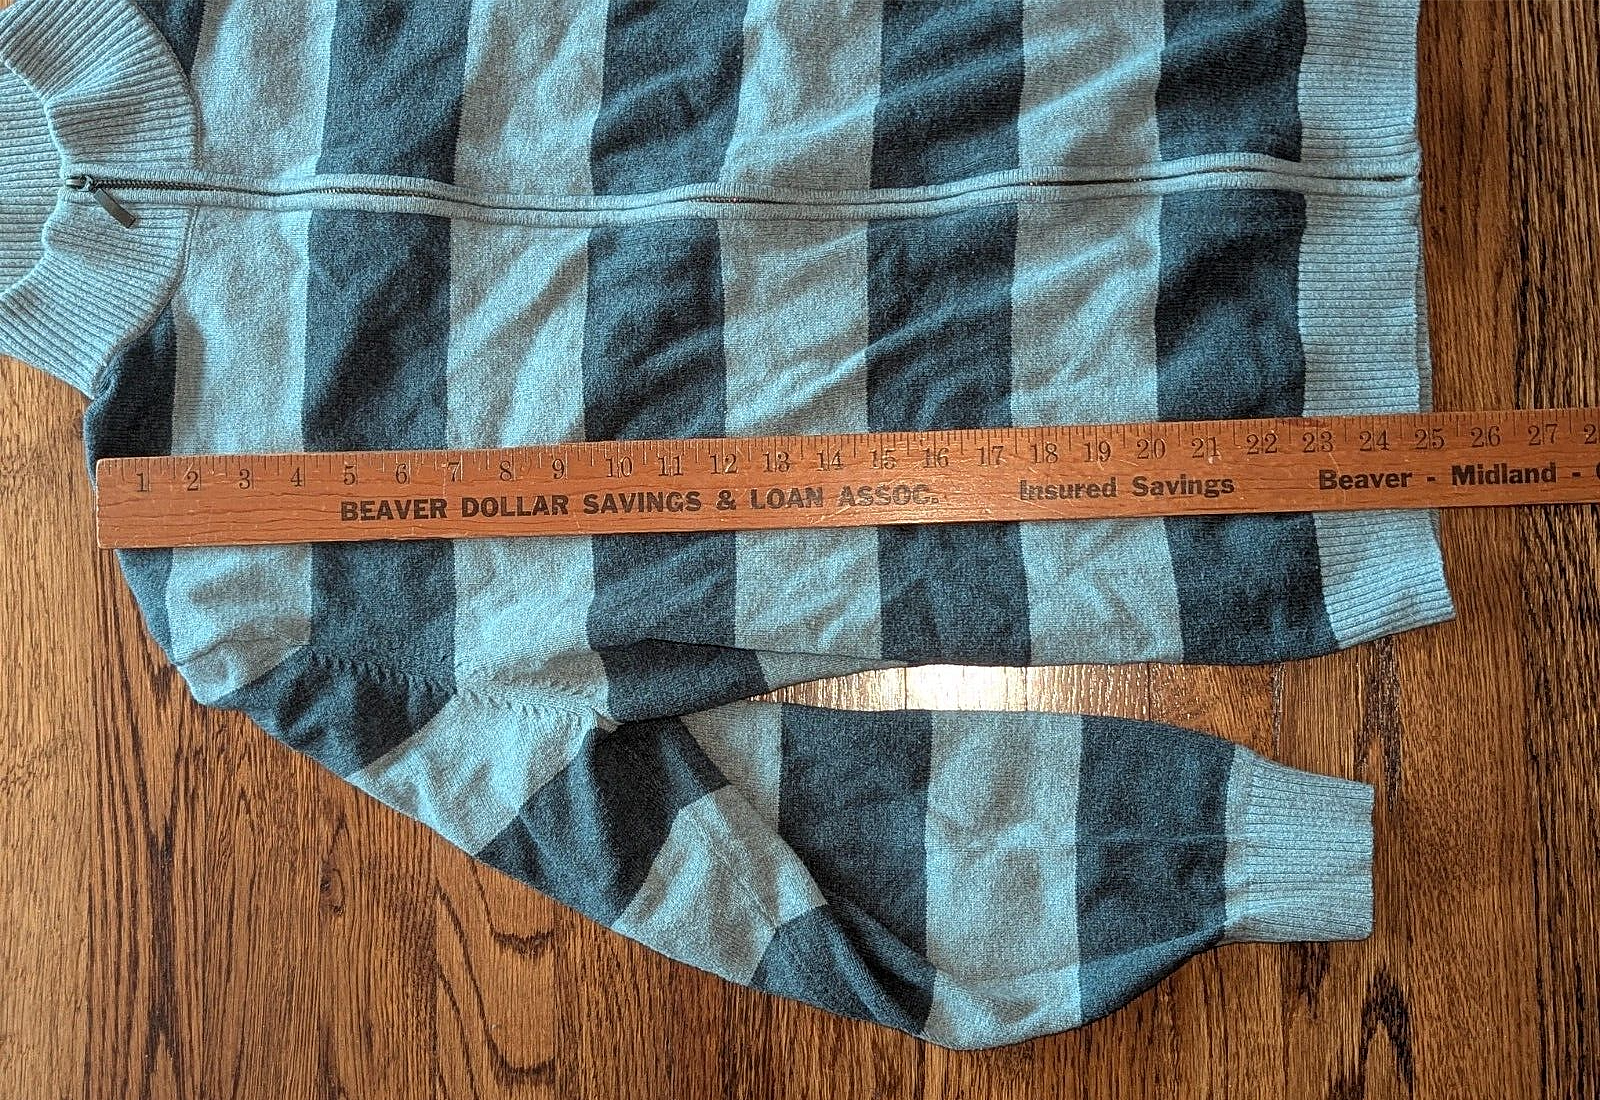 1 2 3 4 5 6 7 8 9 10 11 12 13 14 15 16 17 18 19 20 21 22 23 24 25 26 27
BEAVER DOLLAR SAVINGS & LOAN ASSOC. Insured Savings Beaver - Midland -